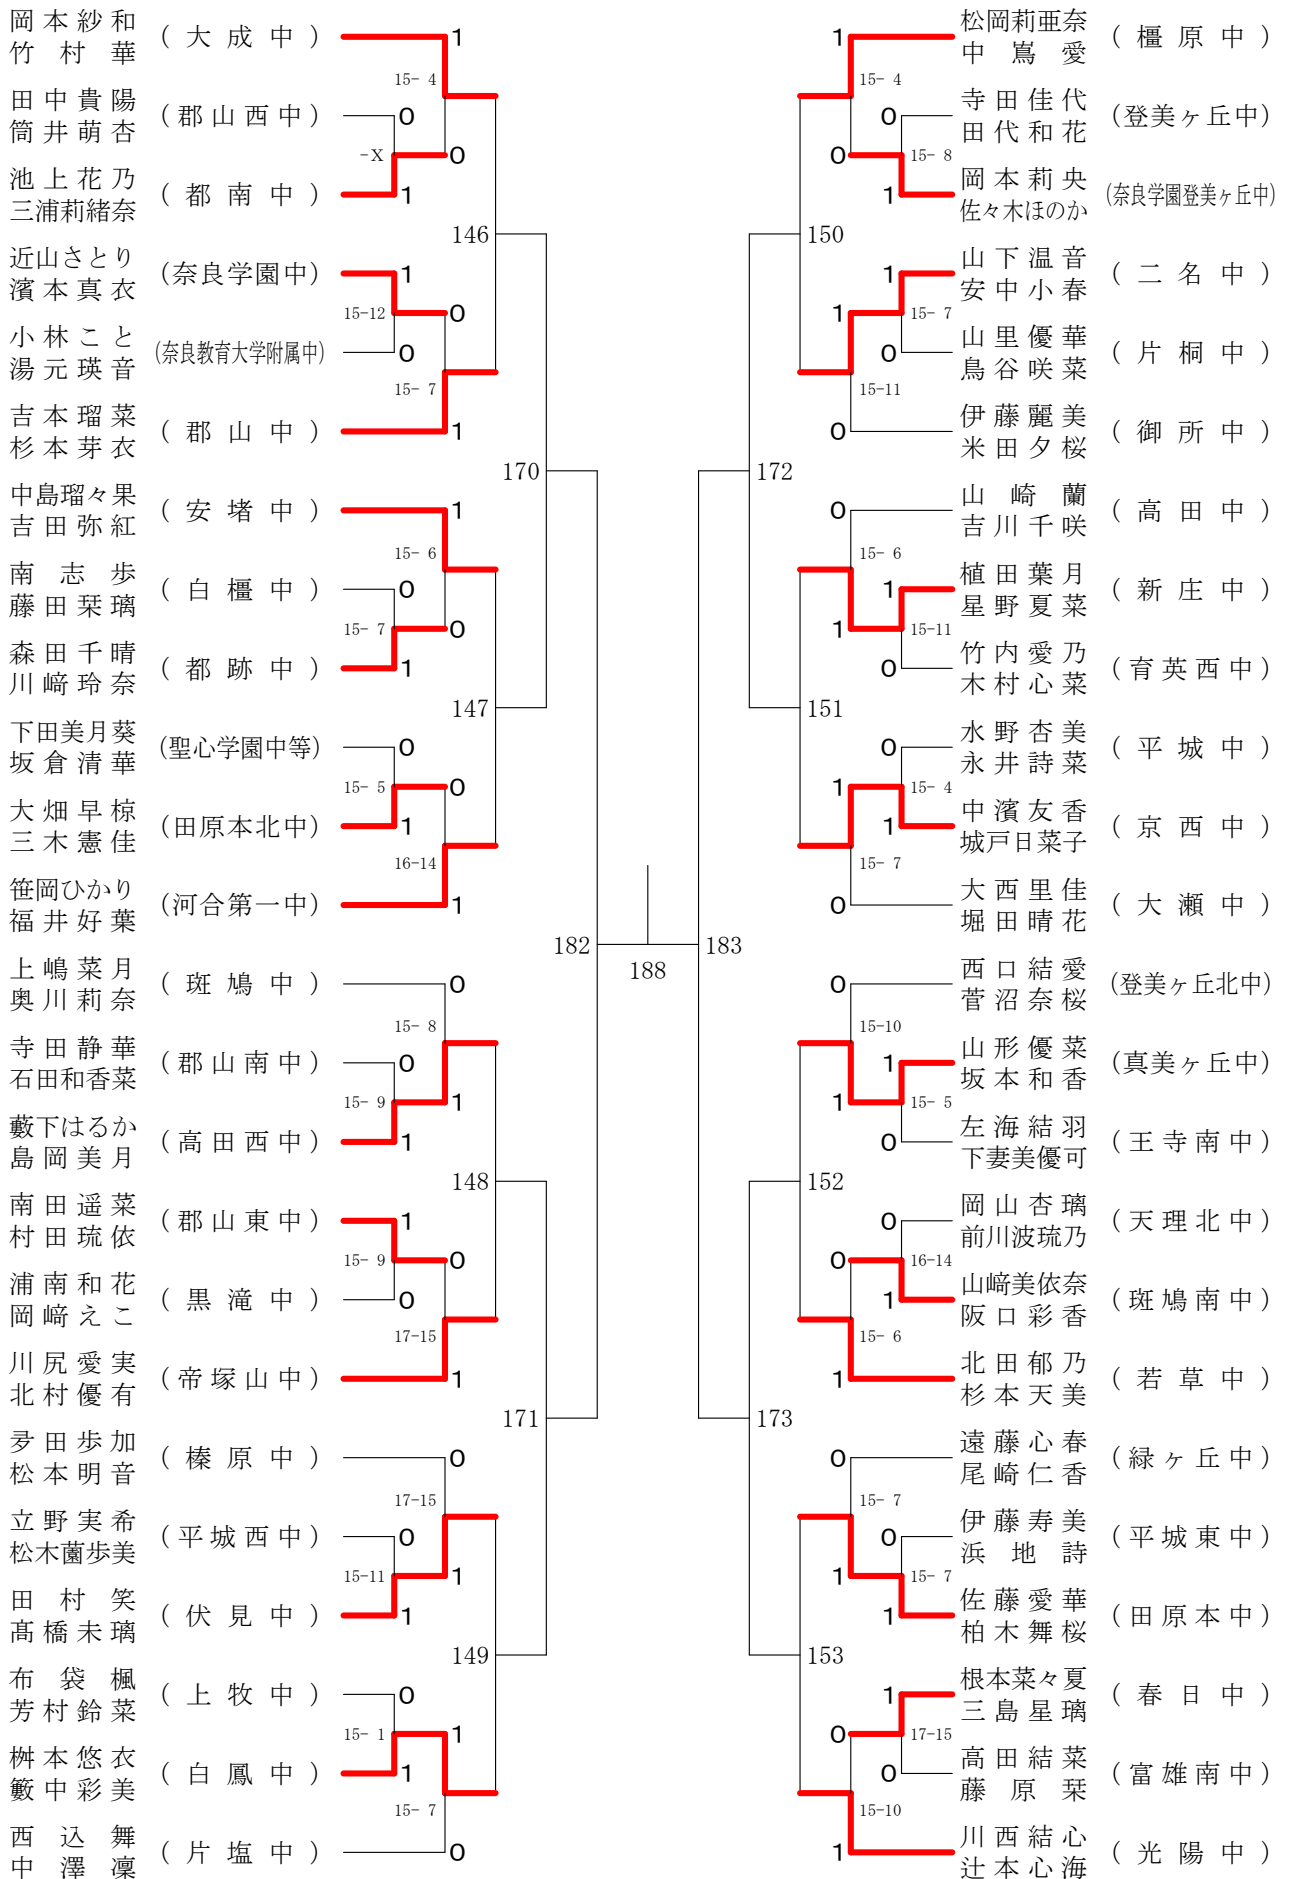 岡本紗和
竹村華
(大成中)
1
15- 4
田中貴陽
筒井萌杏
(郡山西中)
0
-X
0
池上花乃
三浦莉緒奈
(都南中)
1
146
近山さとり
濱本真衣
(奈良学園中)
1
15-12
0
小林こと
湯元瑛音
(奈良教育大学附属中)
0
15- 7
吉本瑠菜
杉本芽衣
(郡山中)
1
170
中島瑠々果
吉田弥紅
(安堵中)
1
15- 6
南志歩
藤田栞璃
(白橿中)
0
15- 7
0
森田千晴
川﨑玲奈
(都跡中)
1
147
下田美月葵
坂倉清華
(聖心学園中等)
0
15- 5
0
大畑早椋
三木憲佳
(田原本北中)
1
16-14
笹岡ひかり
福井好葉
(河合第一中)
1
182
上嶋菜月
奥川莉奈
(斑鳩中)
0
15- 8
寺田静華
石田和香菜
(郡山南中)
0
15- 9
1
藪下はるか
島岡美月
(高田西中)
1
148
南田遥菜
村田琉依
(郡山東中)
1
15- 9
0
浦南和花
岡﨑えこ
(黒滝中)
0
17-15
川尻愛実
北村優有
(帝塚山中)
1
171
夛田歩加
松本明音
(榛原中)
0
17-15
立野実希
松木薗歩美
(平城西中)
0
15-11
1
田村笑
髙橋未璃
(伏見中)
1
149
布袋楓
芳村鈴菜
(上牧中)
0
15- 1
1
桝本悠衣
籔中彩美
(白鳳中)
1
15- 7
西込舞
中澤凜
(片塩中)
0
188
松岡莉亜奈
中嶌愛
(橿原中)
1
15- 4
寺田佳代
田代和花
(登美ヶ丘中)
0
15- 8
0
岡本莉央
佐々木ほのか
(奈良学園登美ヶ丘中)
1
150
山下温音
安中小春
(二名中)
1
15- 7
1
山里優華
鳥谷咲菜
(片桐中)
0
15-11
伊藤麗美
米田夕桜
(御所中)
0
172
山崎蘭
吉川千咲
(高田中)
0
15- 6
植田葉月
星野夏菜
(新庄中)
1
15-11
1
竹内愛乃
木村心菜
(育英西中)
0
151
水野杏美
永井詩菜
(平城中)
0
15- 4
1
中濱友香
城戸日菜子
(京西中)
1
15- 7
大西里佳
堀田晴花
(大瀬中)
0
183
西口結愛
菅沼奈桜
(登美ヶ丘北中)
0
15-10
山形優菜
坂本和香
(真美ヶ丘中)
1
15- 5
1
左海結羽
下妻美優可
(王寺南中)
0
152
岡山杏璃
前川波琉乃
(天理北中)
0
16-14
0
山﨑美依奈
阪口彩香
(斑鳩南中)
1
15- 6
北田郁乃
杉本天美
(若草中)
1
173
遠藤心春
尾崎仁香
(緑ヶ丘中)
0
15- 7
伊藤寿美
浜地詩
(平城東中)
0
15- 7
1
佐藤愛華
柏木舞桜
(田原本中)
1
153
根本菜々夏
三島星璃
(春日中)
1
17-15
0
高田結菜
藤原栞
(富雄南中)
0
15-10
川西結心
辻本心海
(光陽中)
1